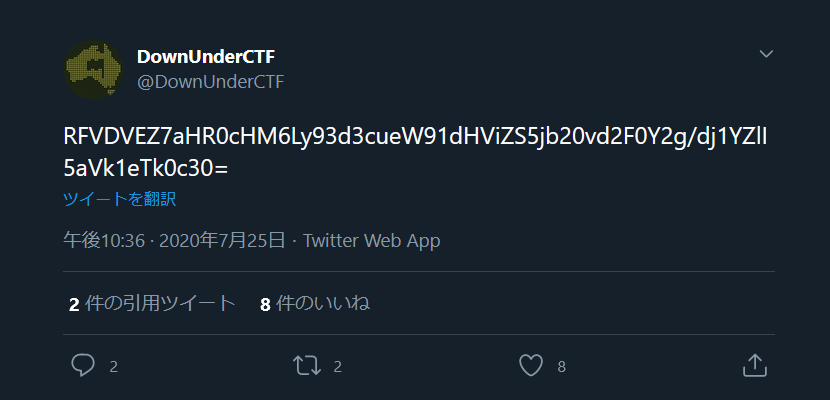 DownUnderCTF
@DownUnderCTF
RFVDVEZ7aHR0cHM6Ly93d3cueW91dHViZS5jb20vd2F0Y2g/dj1YZlI
5aVk1eTk0c30=
ツイートを翻訳
午後10:36 · 2020年7月25日 · Twitter Web App
2 件の引用ツイート 8 件のいいね
2 2 8